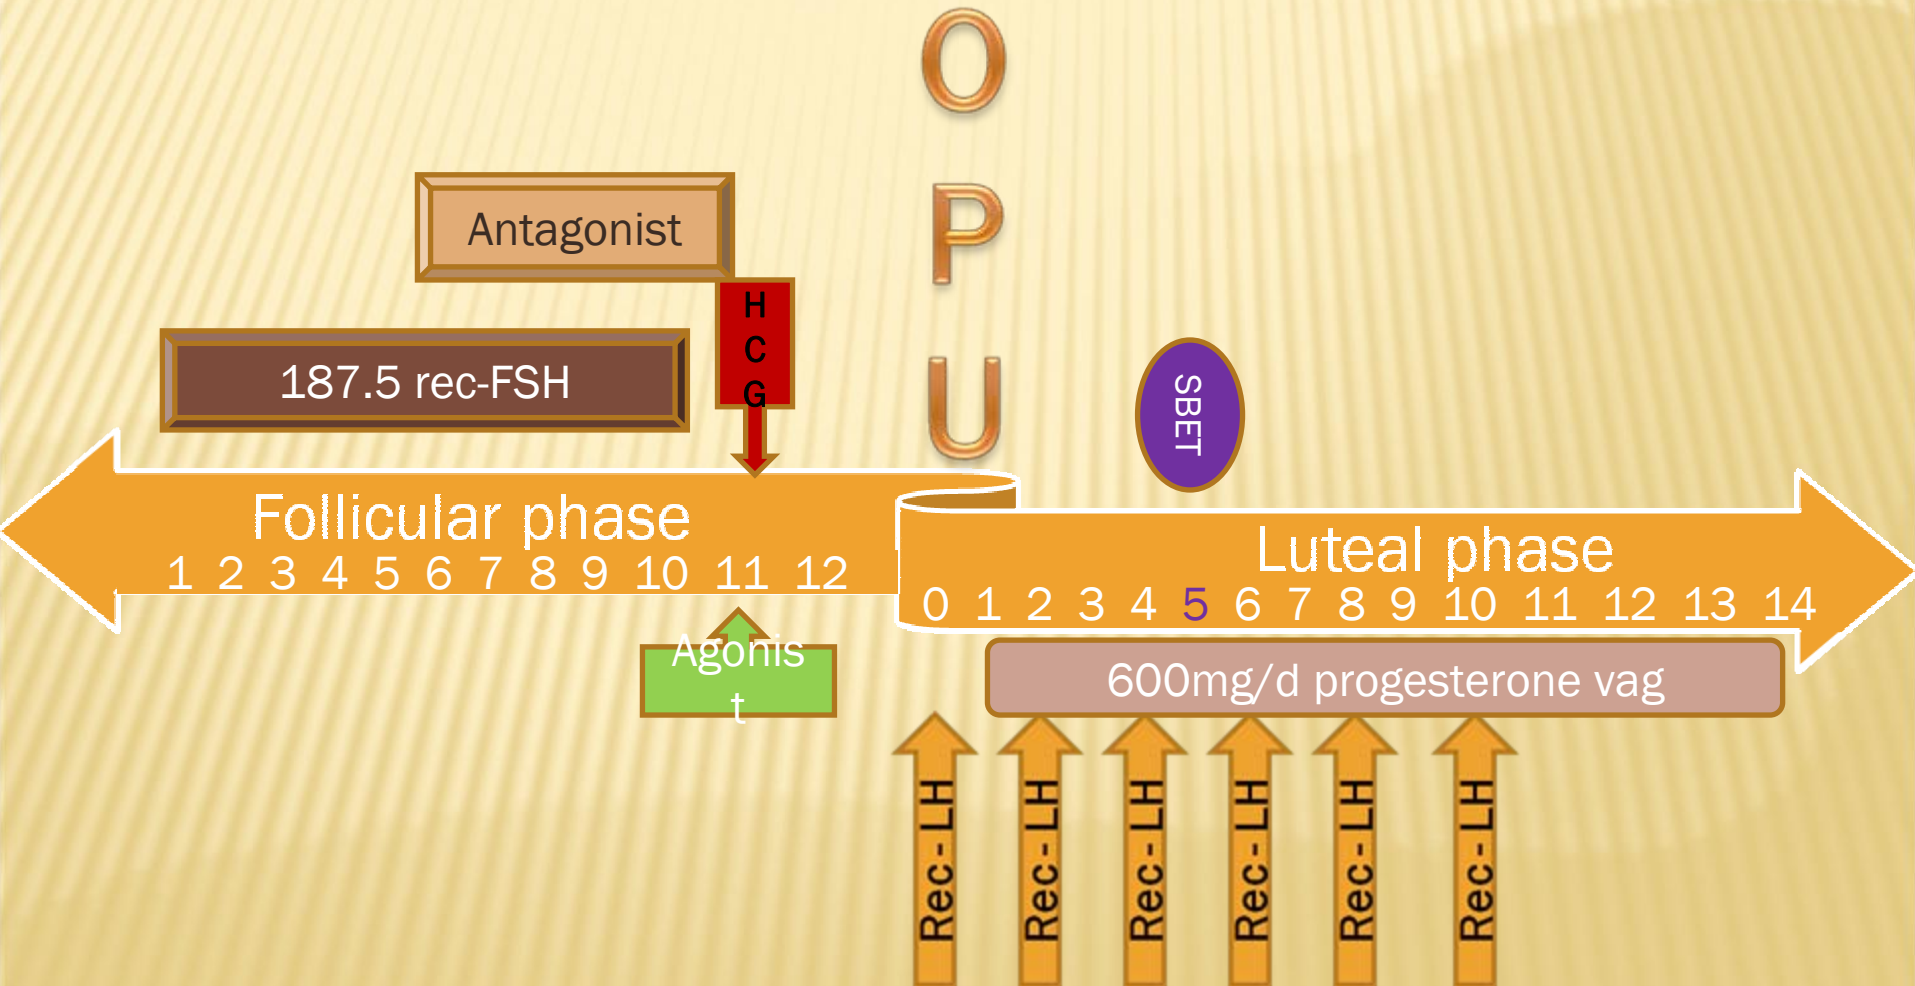 O
P
U
Antagonist
H
C
G
187.5 rec-FSH
SBET
Follicular phase
1 2 3 4 5 6 7 8 9 10 11 12
Luteal phase
0 1 2 3 4 5 6 7 8 9 10 11 12 13 14
Agonis
t
600mg/d progesterone vag
Rec-LH
Rec-LH
Rec-LH
Rec-LH
Rec-LH
Rec-LH